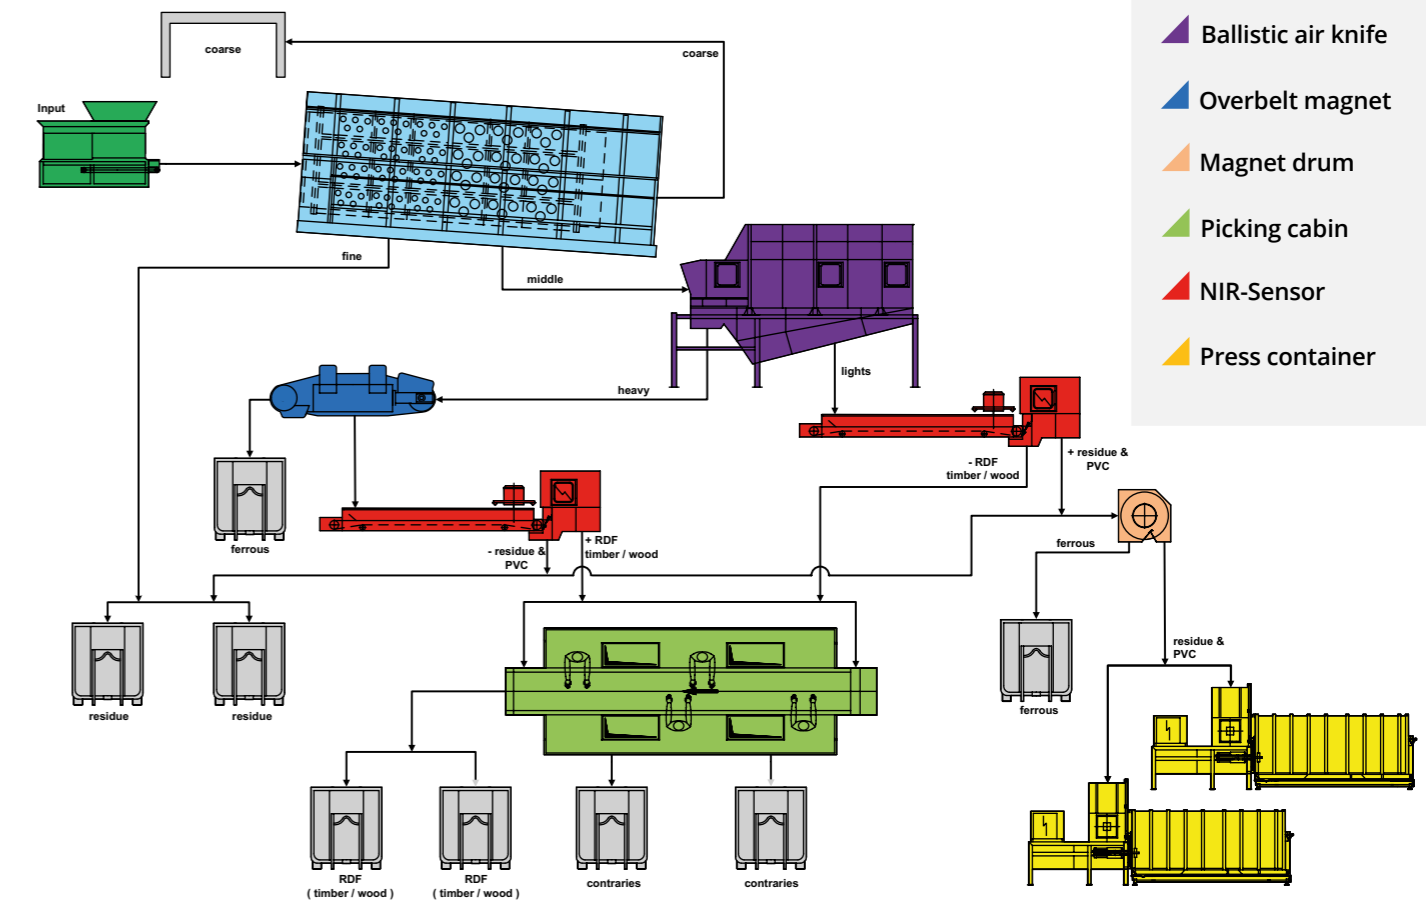 coarse
coarse
Input
Ballistic air knife
Overbelt magnet
Magnet drum
Picking cabin
NIR-Sensor
Press container
fine
middle
heavy
lights
- RDF
timber / wood
+ residue &
PVC
ferrous
- residue &
PVC
+ RDF
timber / wood
ferrous
residue &
PVC
residue
residue
ferrous
RDF
( timber / wood )
RDF
( timber / wood )
contraries
contraries